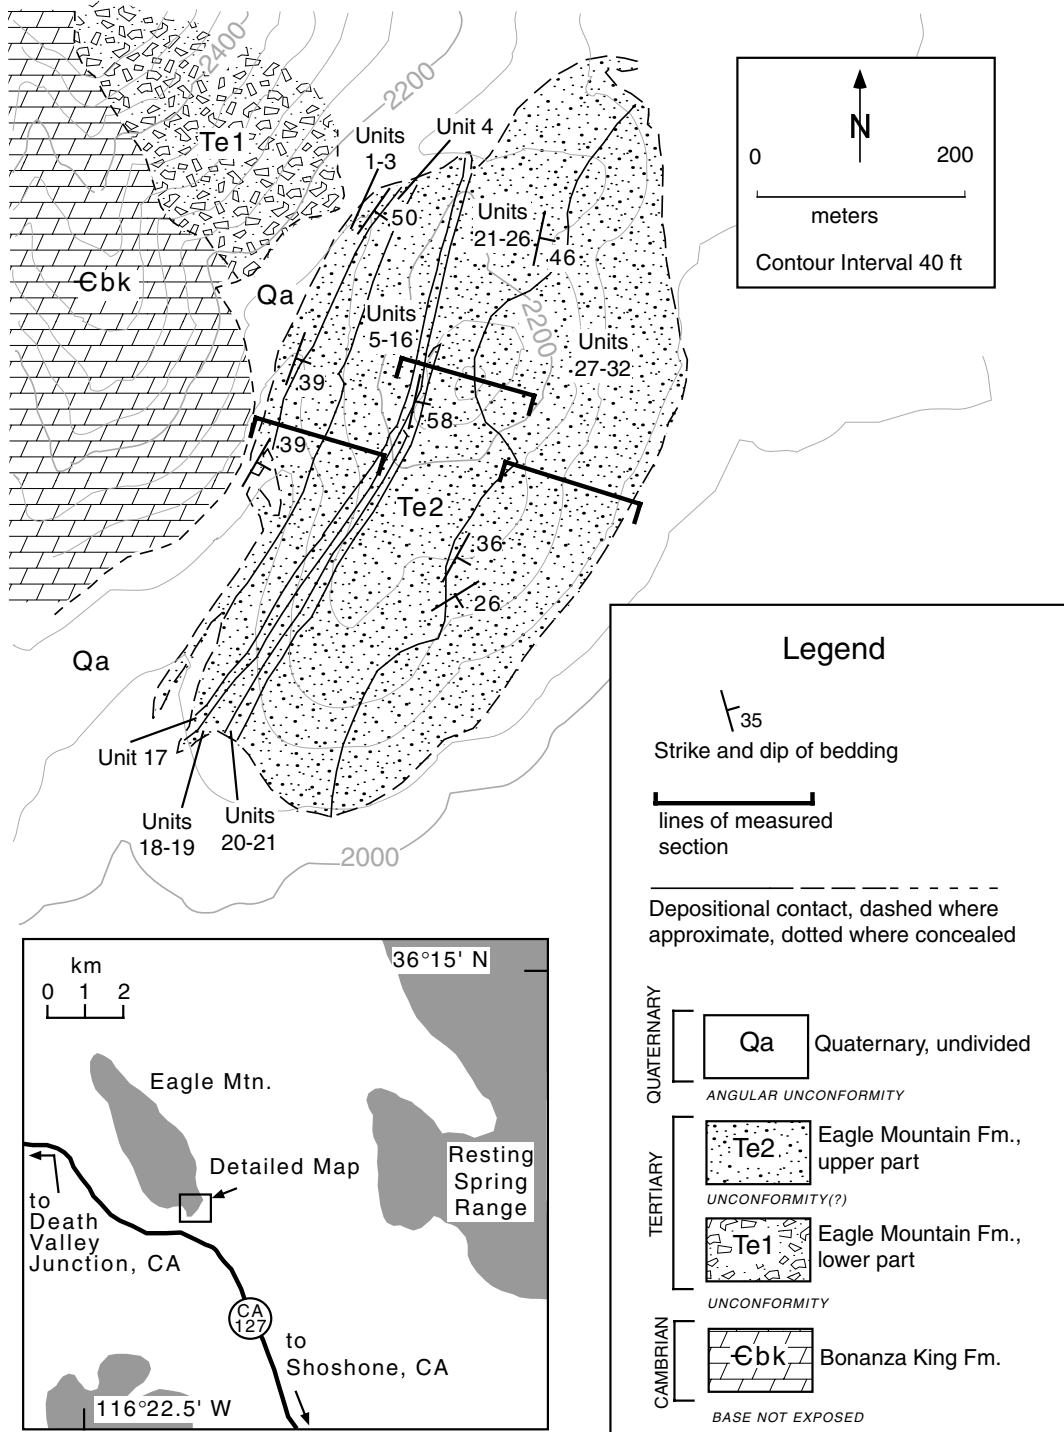 2400
2200
Te1
Units
1-3
Unit 4
50
Units
21-26
46
N
0
200
meters
Contour Interval 40 ft
Єbk
Qa
Units
5-16
2200
Units
27-32
39
58
39
Te2
36
26
Qa
Unit 17
Units
18-19
Units
20-21
2000
Legend
35
Strike and dip of bedding
lines of measured
section
Depositional contact, dashed where
approximate, dotted where concealed
QUATERNARY
Qa
Quaternary, undivided
ANGULAR UNCONFORMITY
TERTIARY
Te2
Eagle Mountain Fm.,
upper part
UNCONFORMITY(?)
Te1
Eagle Mountain Fm.,
lower part
UNCONFORMITY
CAMBRIAN
Єbk
Bonanza King Fm.
BASE NOT EXPOSED
km
0 1 2
36°15' N
Eagle Mtn.
Detailed Map
Resting
Spring
Range
to
Death
Valley
Junction, CA
CA
127
to
Shoshone, CA
116°22.5' W